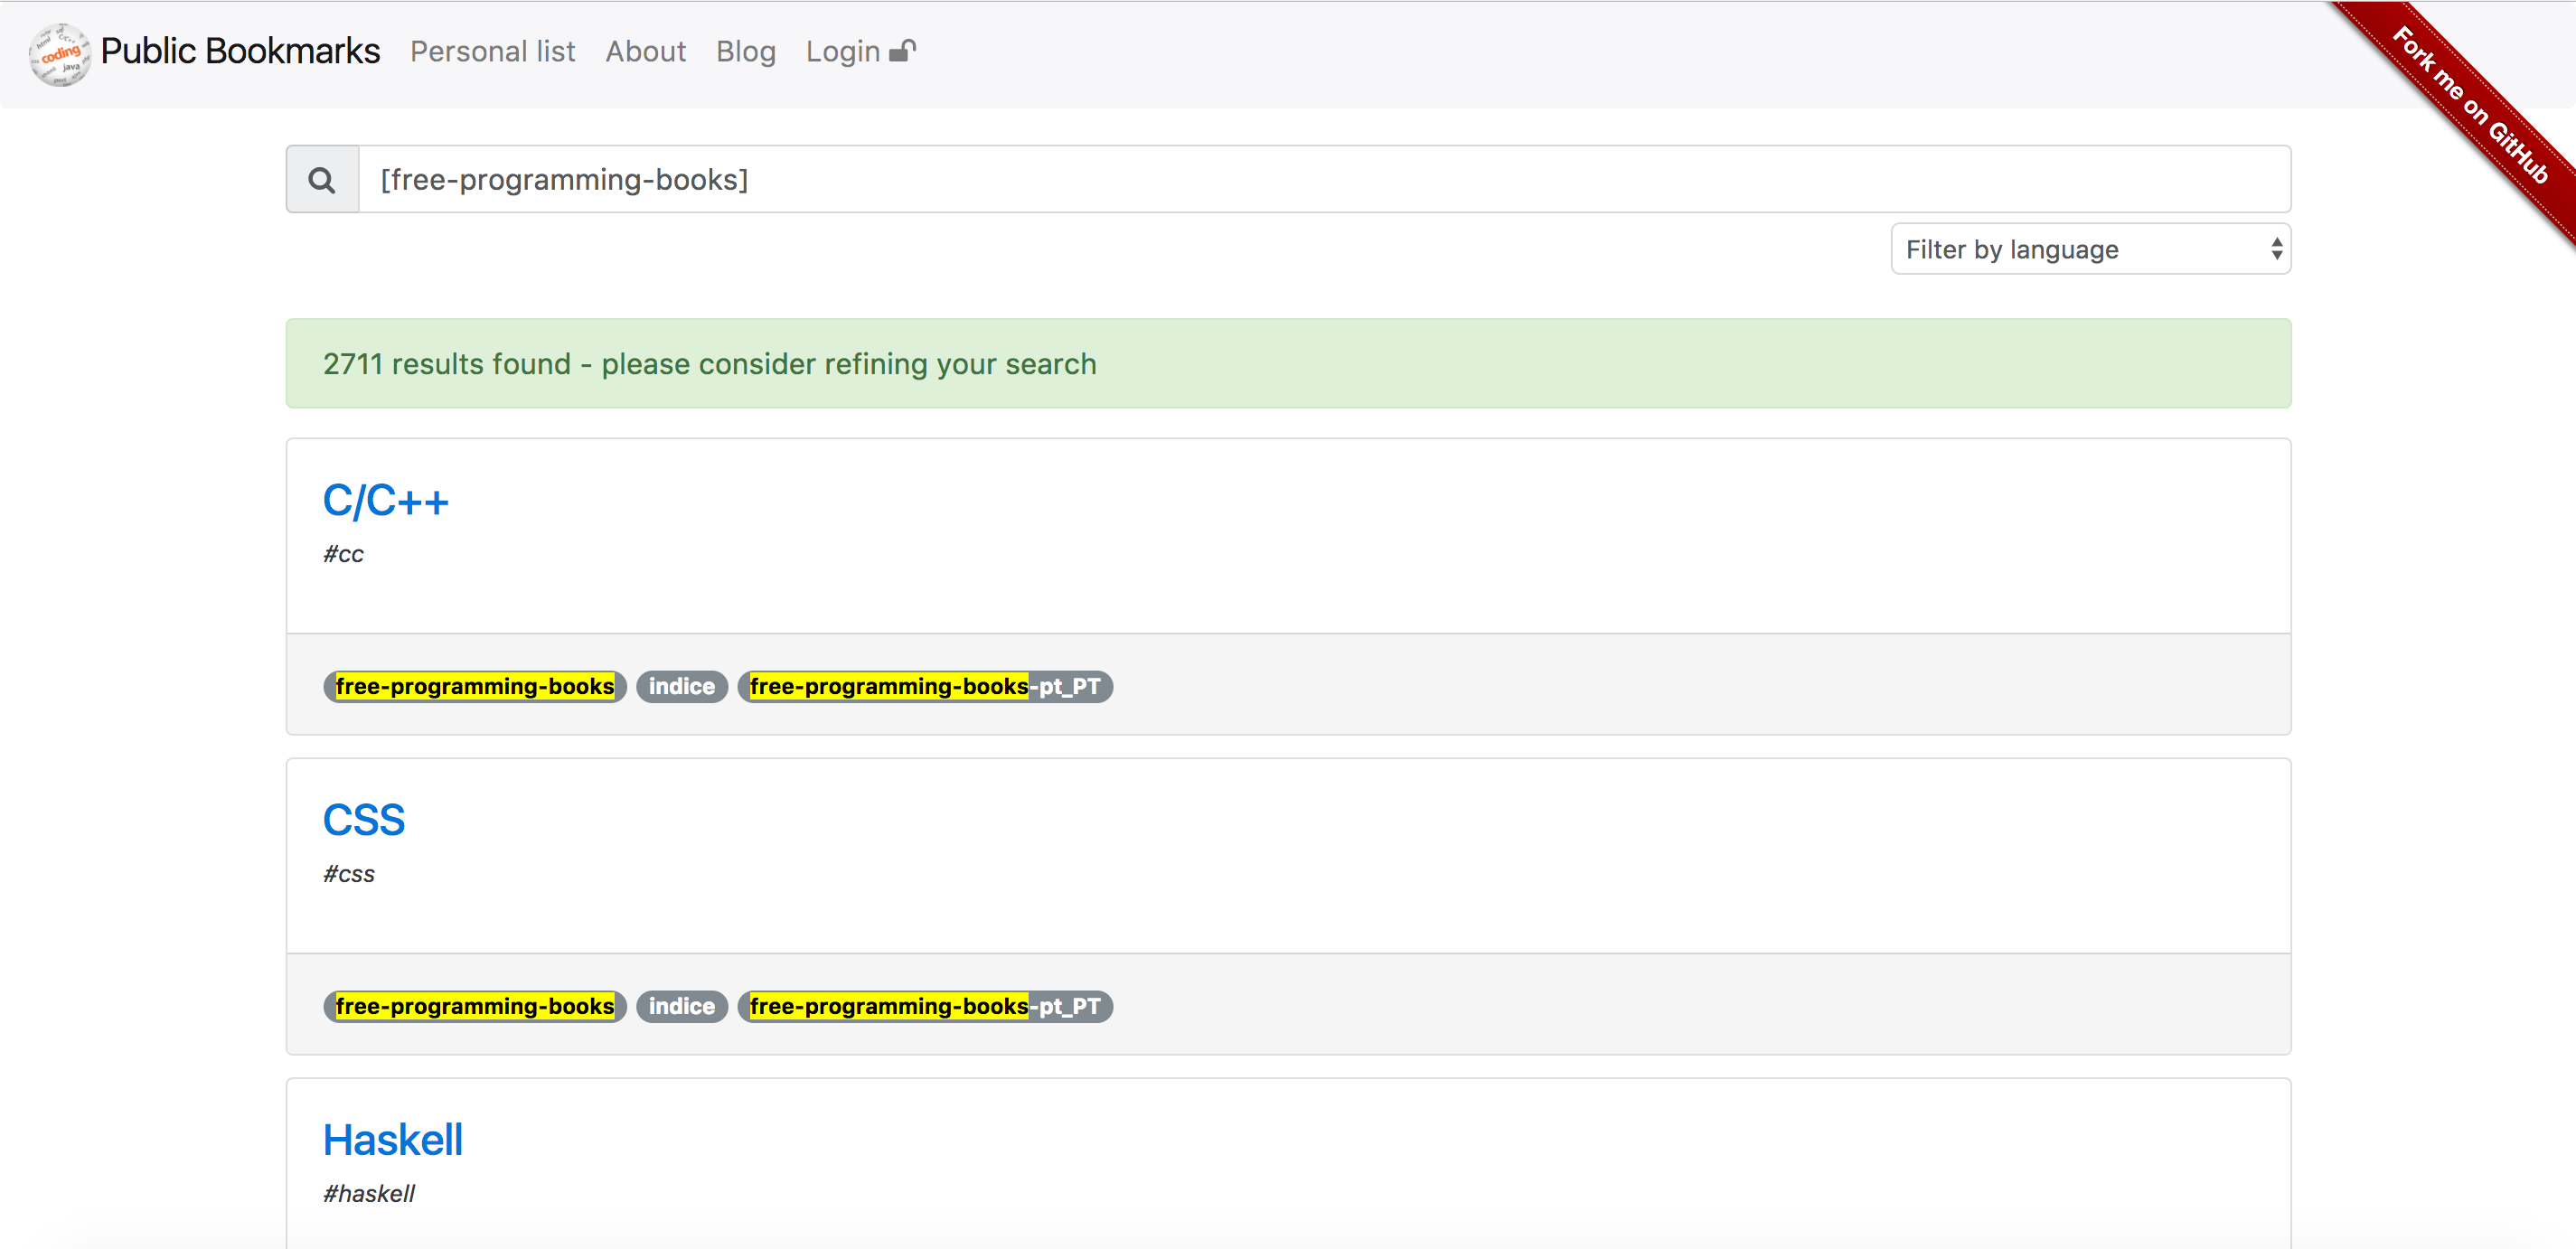 coding
java
html
C/C++
Public Bookmarks Personal list About Blog Login
Fork me on GitHub
[free-programming-books]
Filter by language
2711 results found - please consider refining your search
C/C++
#cc
free-programming-books indice free-programming-books-pt_PT
CSS
#css
free-programming-books indice free-programming-books-pt_PT
Haskell
#haskell